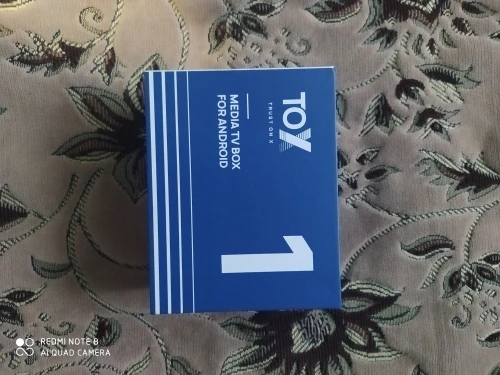 TOX
TRUST ON X
MEDIA TV BOX
FOR ANDROID
1
REDMI NOTE 8
AI QUAD CAMERA